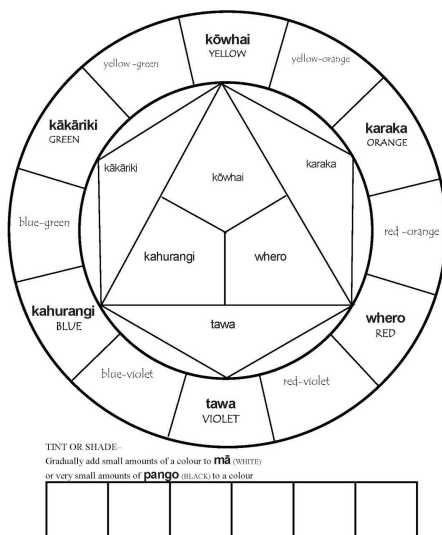 kōwhai
YELLOW
yellow-green
yellow-orange
kākāriki
GREEN
karaka
ORANGE
kākāriki
kōwhai
karaka
blue-green
red -orange
kahurangi
whero
kahurangi
BLUE
whero
RED
tawa
blue-violet
red-violet
tawa
VIOLET
TINT OR SHADE–
Gradually add small amounts of a colour to mā (WHITE)
or very small amounts of pango (BLACK) to a colour